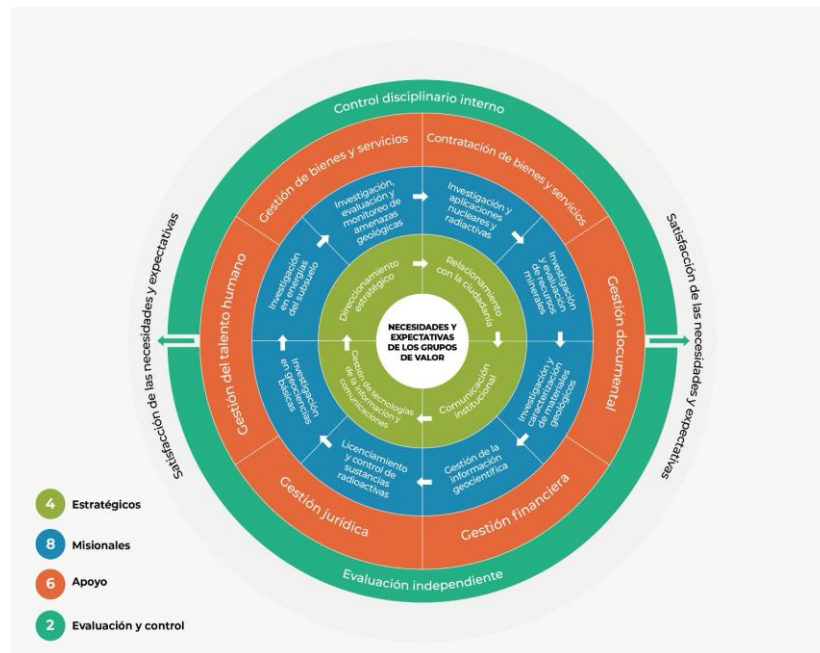 Control disciplinario interno
Gestión de bienes y servicios
Contratación de bienes y servicios
Gestión documental
Gestión financiera
Gestión jurídica
Gestión del talento humano
Evaluación independiente
Satisfacción de las necesidades y expectativas
Satisfacción de las necesidades y expectativas
Investigación,
evaluación y
monitoreo de
amenazas
geológicas
Investigación y
aplicaciones
nucleares y
radiactivas
Investigación
y evaluación
de recursos
minerales
Investigación y
caracterización
de materiales
geológicos
Gestión de la
información
geocientífica
Licenciamiento
y control de
sustancias
radioactivas
Investigación
en geociencias
básicas
Investigación
en energías
del subsuelo
Direccionamiento
estratégico
Relacionamiento
con la ciudadanía
Comunicación
institucional
Gestión de tecnologías
de la información y
comunicaciones
NECESIDADES Y
EXPECTATIVAS
DE LOS GRUPOS
DE VALOR
4 Estratégicos
8 Misionales
6 Apoyo
2 Evaluación y control